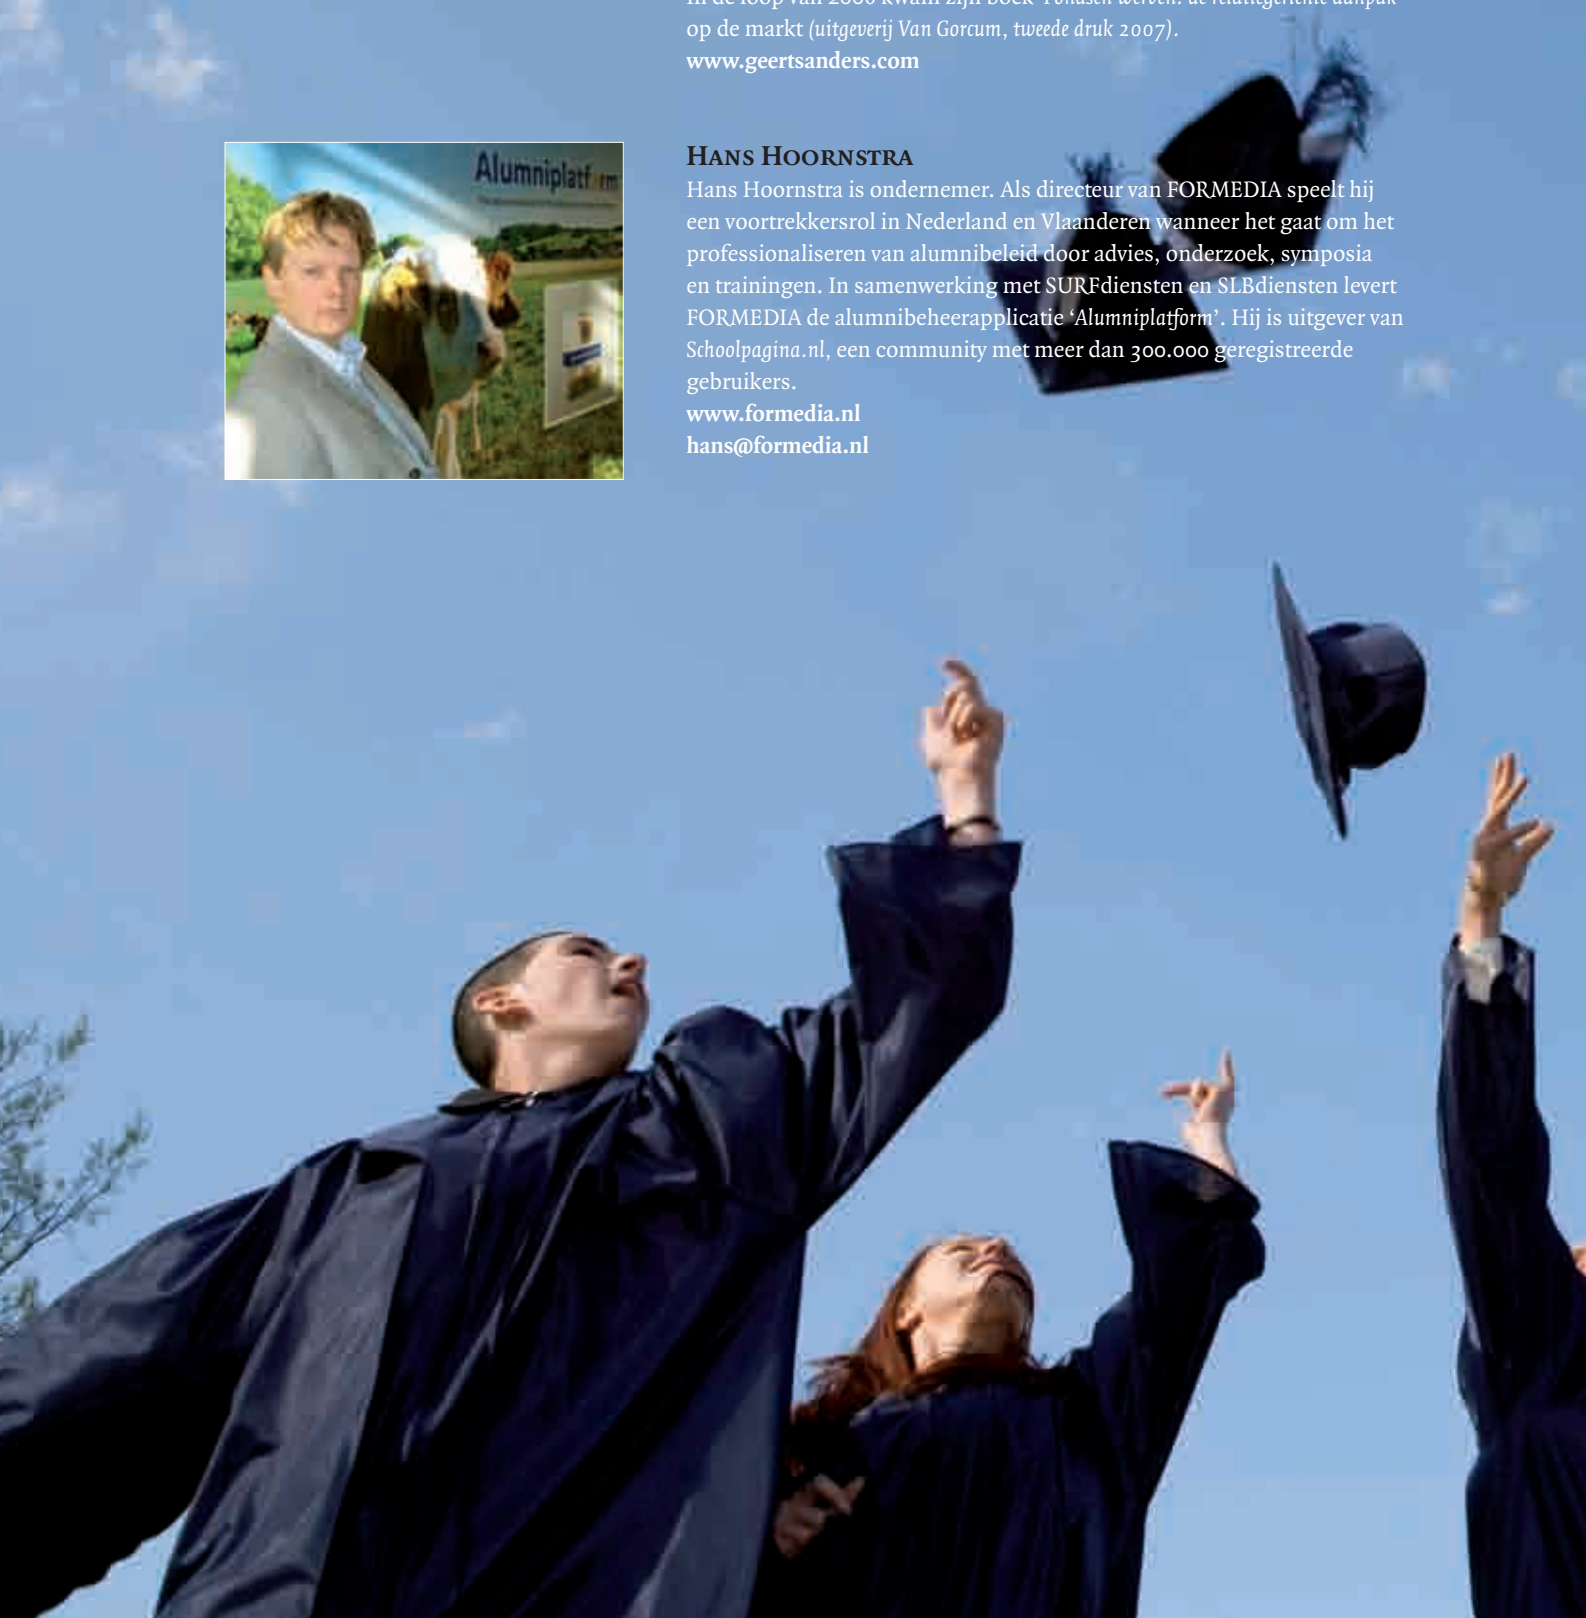 op de markt (uitgeverij Van Gorcum, tweede druk 2007).
www.geertsanders.com
HANS HOORNSTRA
Hans Hoornstra is ondernemer. Als directeur van FORMEDIA speelt hij
een voortrekkersrol in Nederland en Vlaanderen wanneer het gaat om het
professionaliseren van alumnibeleid door advies, onderzoek, symposia
en trainingen. In samenwerking met SURFdiensten en SLBdiensten levert
FORMEDIA de alumnibeheerapplicatie ‘Alumniplatform’. Hij is uitgever van
Schoolpagina.nl, een community met meer dan 300.000 geregistreerde
gebruikers.
www.formedia.nl
hans@formedia.nl
Alumniplatform